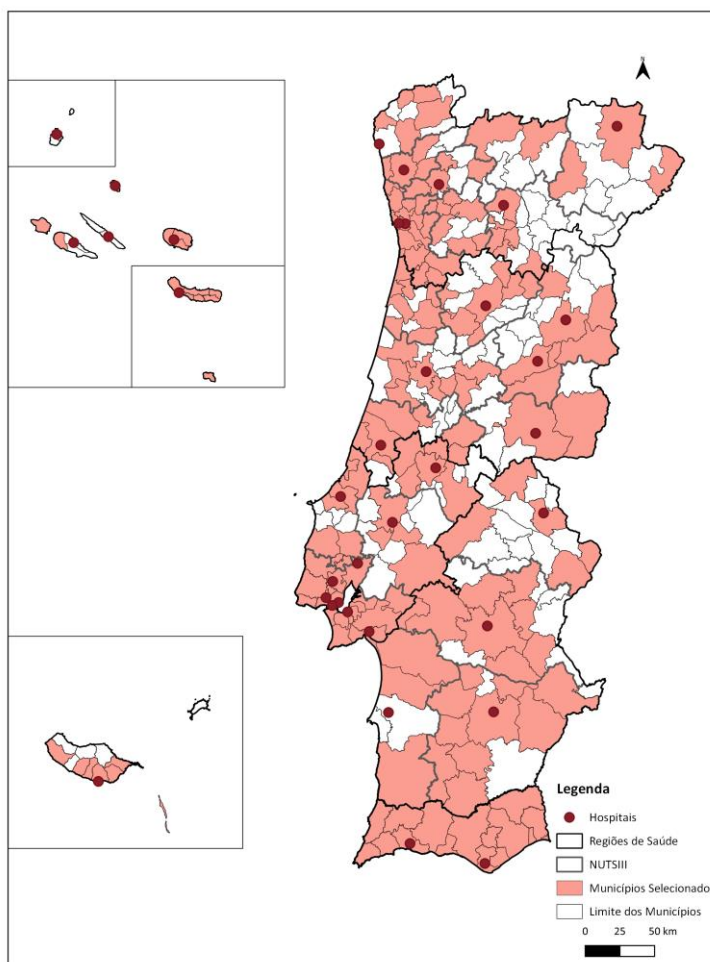 N
Legenda
Hospitais
Regiões de Saúde
NUTSIII
Municípios Selecionado
Limite dos Municípios
0 25 50 km